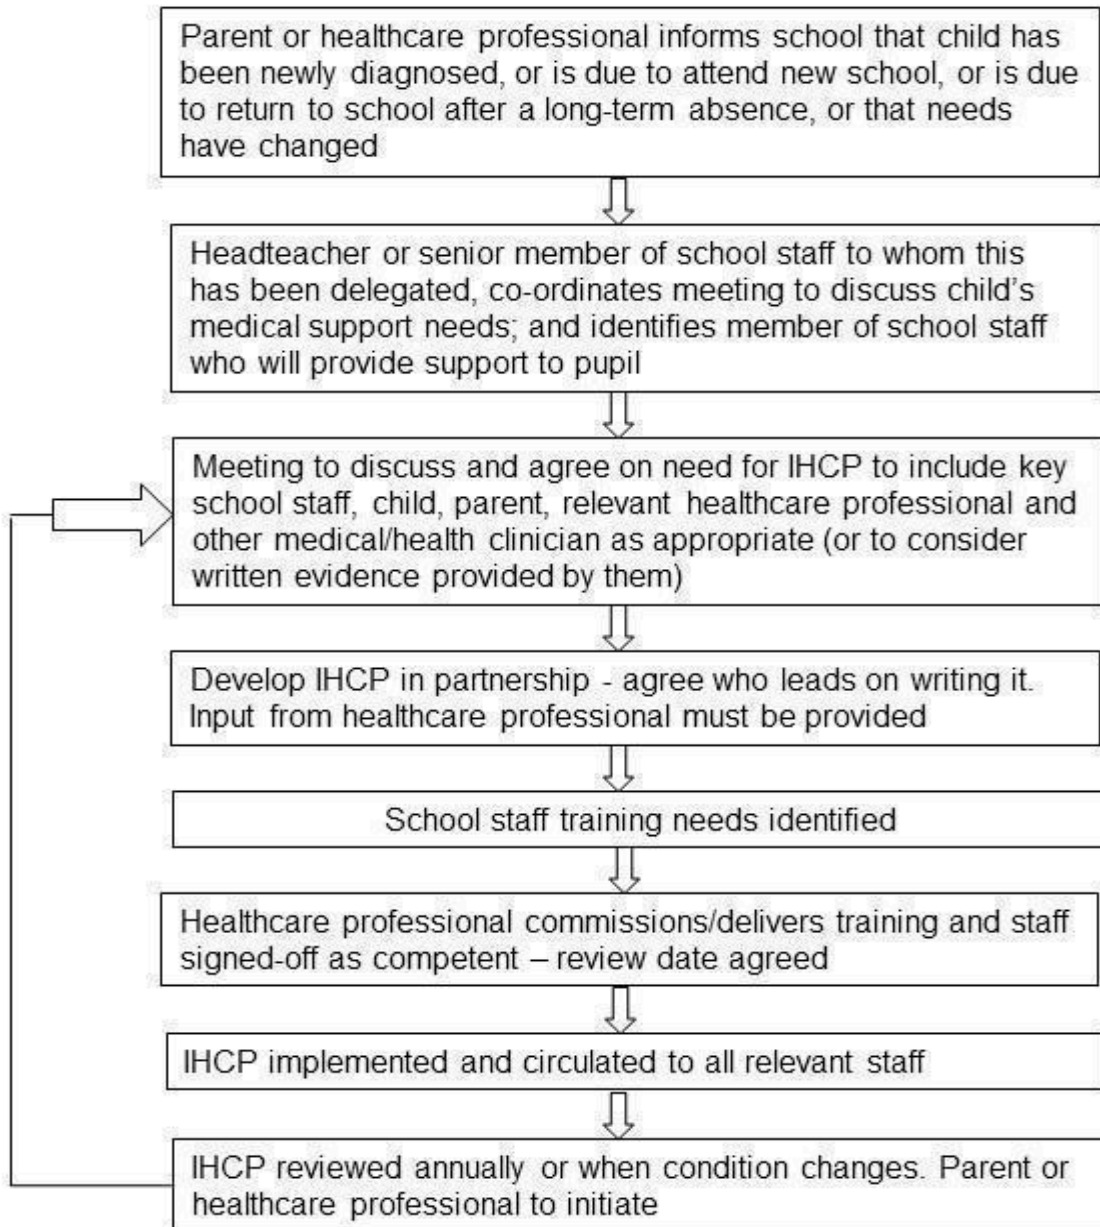 Parent or healthcare professional informs school that child has
been newly diagnosed, or is due to attend new school, or is due
to return to school after a long-term absence, or that needs
have changed
Headteacher or senior member of school staff to whom this
has been delegated, co-ordinates meeting to discuss child's
medical support needs; and identifies member of school staff
who will provide support to pupil
Meeting to discuss and agree on need for IHCP to include key
school staff, child, parent, relevant healthcare professional and
other medical/health clinician as appropriate (or to consider
written evidence provided by them)
Develop IHCP in partnership - agree who leads on writing it.
Input from healthcare professional must be provided
School staff training needs identified
Healthcare professional commissions/delivers training and staff
signed-off as competent – review date agreed
IHCP implemented and circulated to all relevant staff
IHCP reviewed annually or when condition changes. Parent or
healthcare professional to initiate